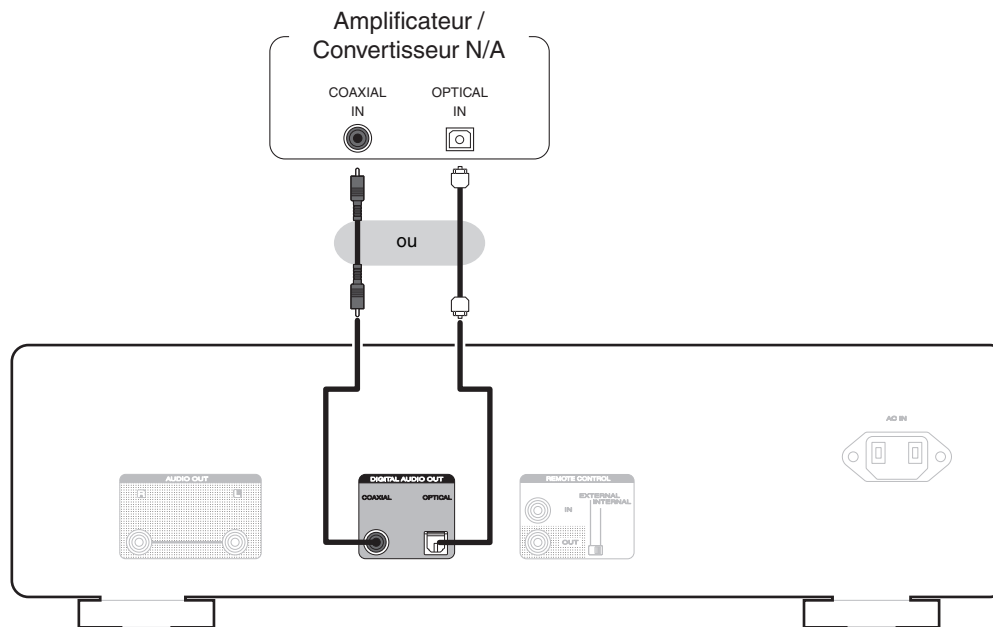 Amplificateur /
Convertisseur N/A
COAXIAL
IN
OPTICAL
IN
ou
AC IN
AUDIO OUT
R
L
DIGITAL AUDIO OUT
COAXIAL
OPTICAL
REMOTE CONTROL
EXTERNAL
INTERNAL
IN
OUT